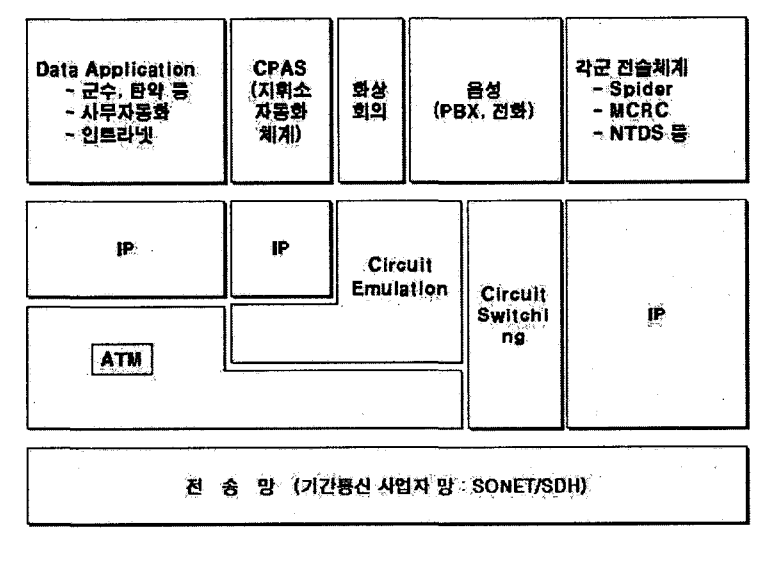 Data Application
- 군수, 탄약 등
- 사무자동화
- 인트라넷
CPAS
(지휘소
자동화
체계)
화상
회의
음성
(PBX, 전화)
각군 전술체계
- Spider
- MCRC
- NTDS 등
IP
IP
Circuit
Emulation
Circuit
Switchi
ng
IP
ATM
전 송 망 (기간통신 사업자 망 : SONET/SDH)